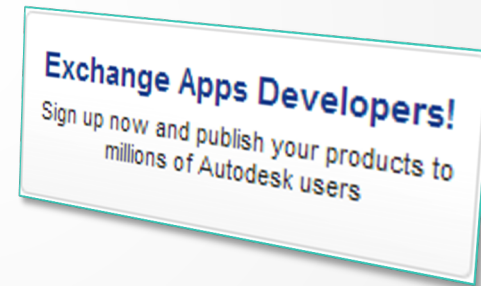 Exchange Apps Developers!
Sign up now and publish your products to
millions of Autodesk users